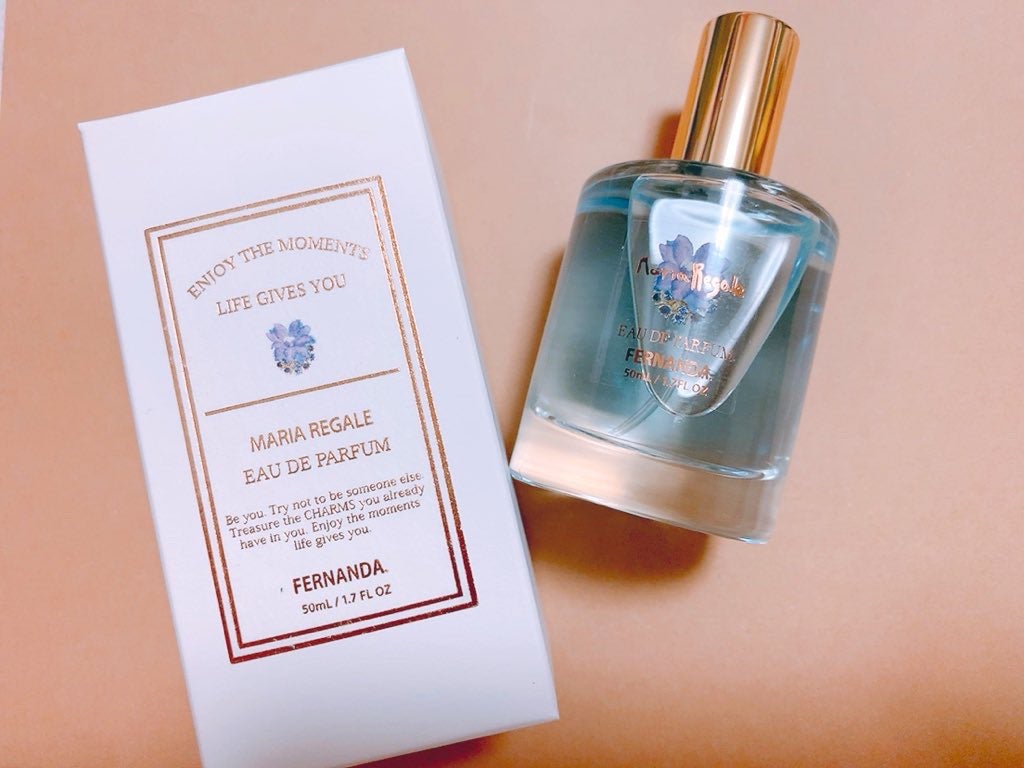 ENJOY THE MOMENTS
LIFE GIVES YOU
MARIA REGALE
EAU DE PARFUM
Be you. Try not to be someone else.
Treasure the CHARMS you already
have in you. Enjoy the moments
life gives you.
FERNANDA.
50mL / 1.7 FL OZ
Maria Regale
EAU DE PARFUM
FERNANDA.
50mL / 1.7FL OZ